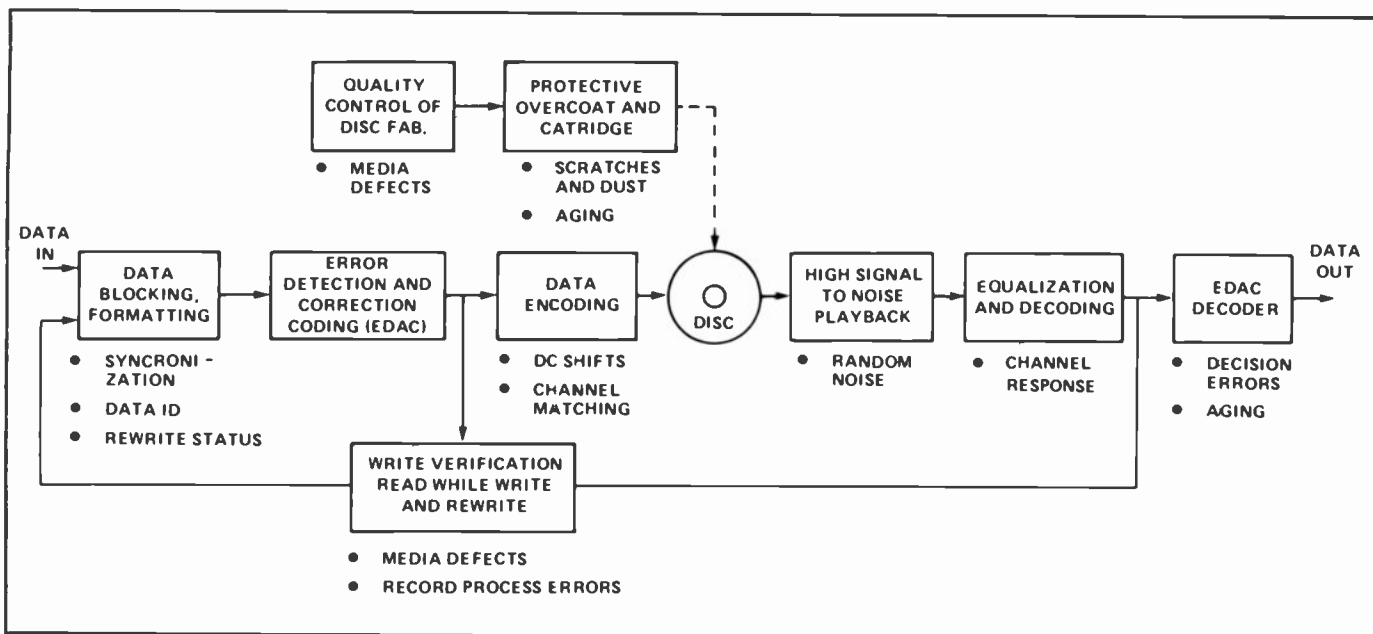 QUALITY
CONTROL OF
DISC FAB.
● MEDIA
DEFECTS
PROTECTIVE
OVERCOAT AND
CATRIDGE
● SCRATCHES
AND DUST
● AGING
DATA
IN
DATA
BLOCKING,
FORMATTING
● SYNCRONI -
ZATION
● DATA ID
● REWRITE STATUS
ERROR
DETECTION AND
CORRECTION
CODING (EDAC)
DATA
ENCODING
● DC SHIFTS
● CHANNEL
MATCHING
DISC
HIGH SIGNAL
TO NOISE
PLAYBACK
● RANDOM
NOISE
EQUALIZATION
AND DECODING
● CHANNEL
RESPONSE
EDAC
DECODER
● DECISION
ERRORS
● AGING
DATA
OUT
WRITE VERIFICATION
READ WHILE WRITE
AND REWRITE
● MEDIA DEFECTS
● RECORD PROCESS ERRORS